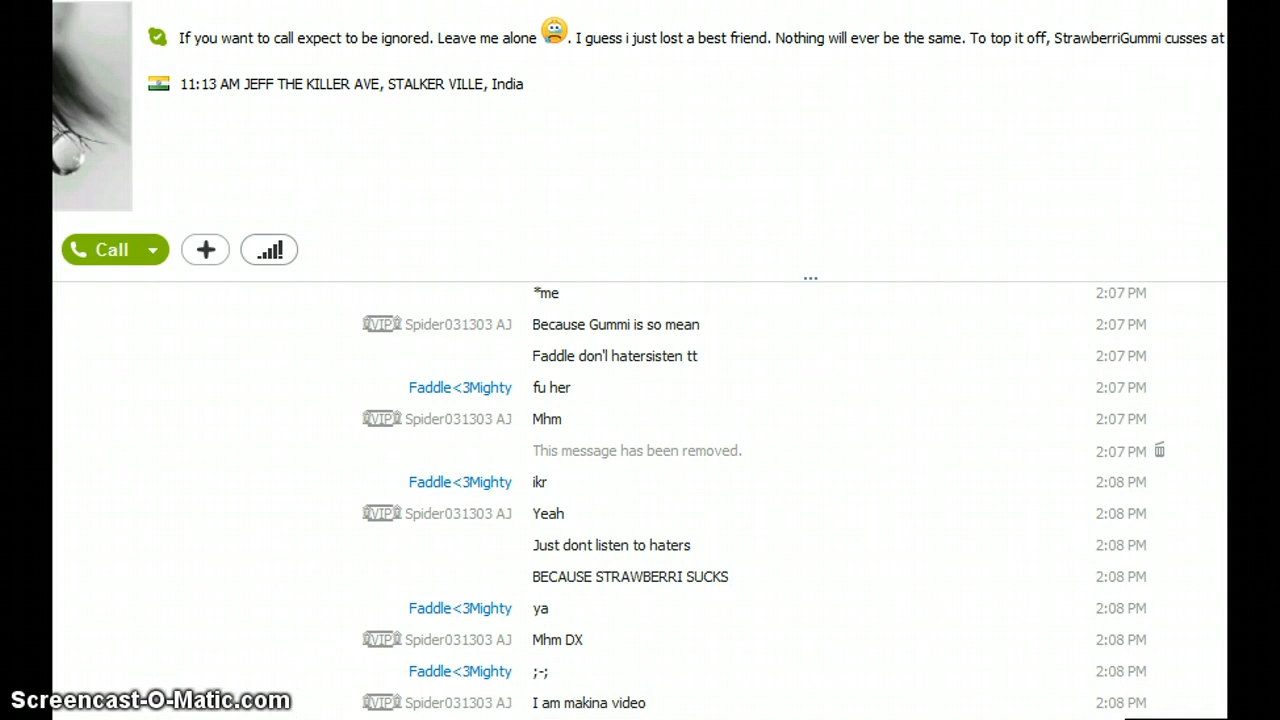 If you want to call expect to be ignored. Leave me alone . I guess i just lost a best friend. Nothing will ever be the same. To top it off, StrawberriGummi cusses at
11:13 AM JEFF THE KILLER AVE, STALKER VILLE, India
Call
*me 2:07 PM
VIP Spider031303 AJ Because Gummi is so mean 2:07 PM
Faddle don'l hatersisten tt 2:07 PM
Faddle<3Mighty fu her 2:07 PM
VIP Spider031303 AJ Mhm 2:07 PM
This message has been removed. 2:07 PM
Faddle<3Mighty ikr 2:08 PM
VIP Spider031303 AJ Yeah 2:08 PM
Just dont listen to haters 2:08 PM
BECAUSE STRAWBERRI SUCKS 2:08 PM
Faddle<3Mighty ya 2:08 PM
VIP Spider031303 AJ Mhm DX 2:08 PM
Faddle<3Mighty ;-; 2:08 PM
VIP Spider031303 AJ I am makina video 2:08 PM
Screencast-O-Matic.com